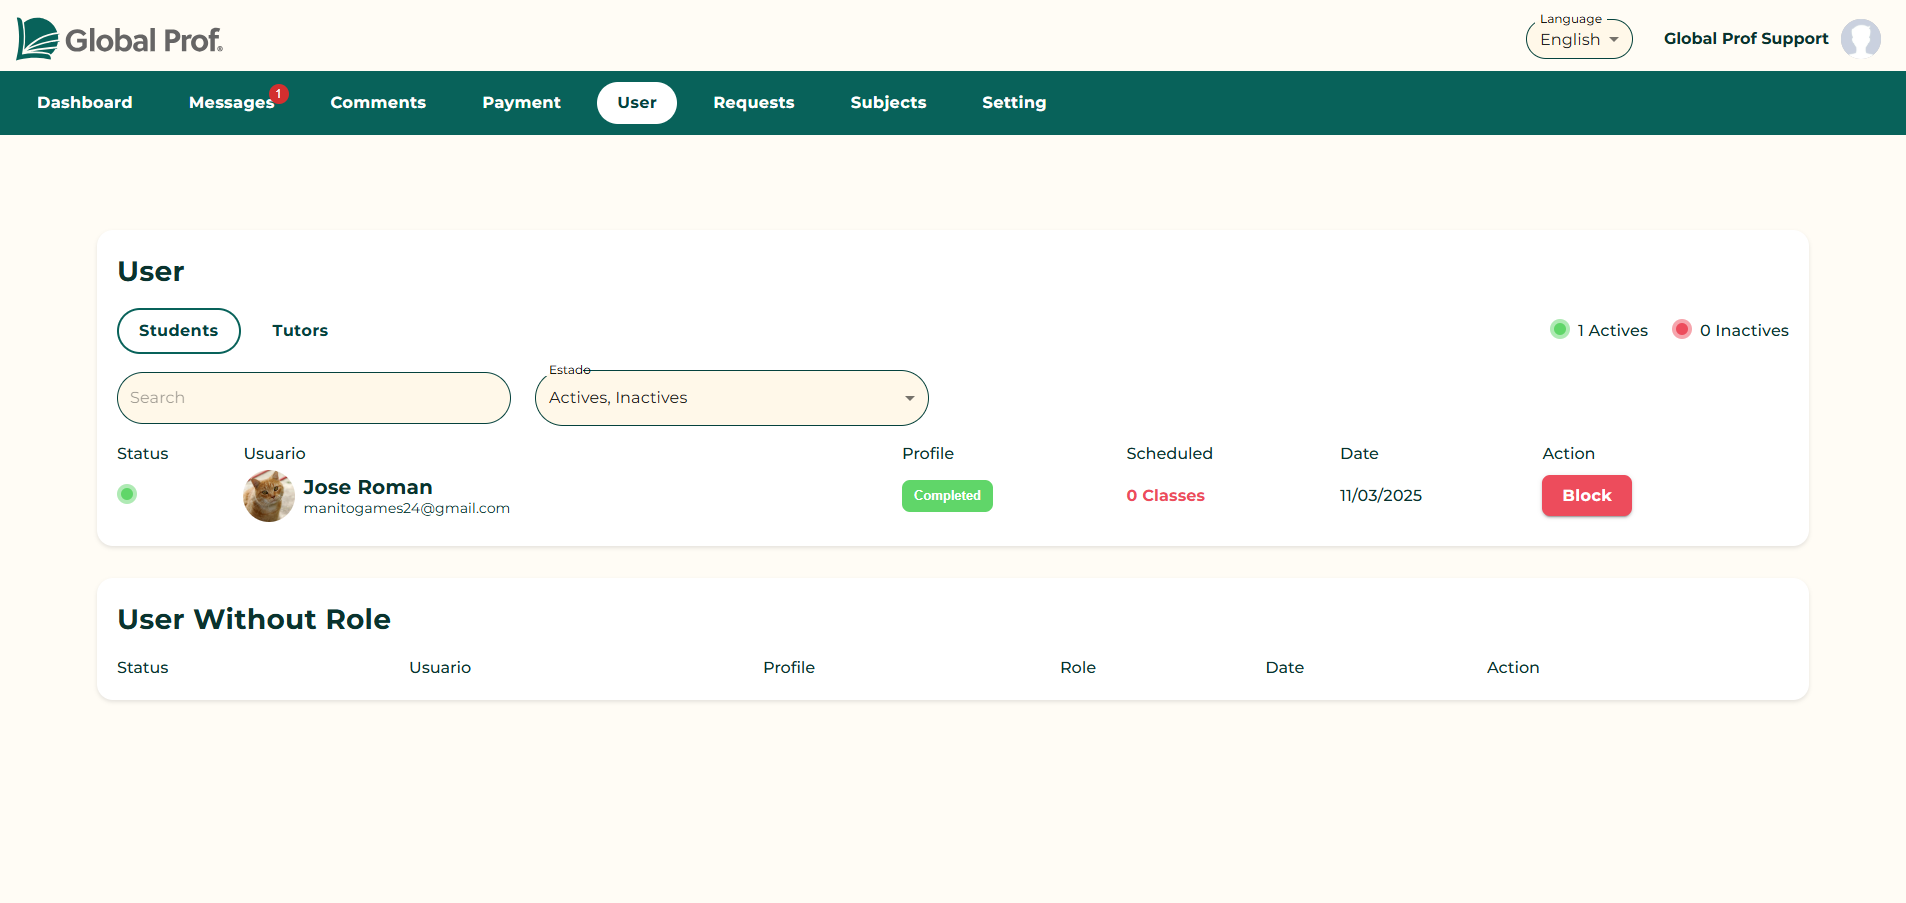 Global Prof.
Language
English
Global Prof Support
Dashboard
Messages
1
Comments
Payment
User
Requests
Subjects
Setting
User
Students
Tutors
1 Actives
0 Inactives
Search
Estado
Actives, Inactives
Status
Usuario
Profile
Scheduled
Date
Action
Jose Roman
manitogames24@gmail.com
Completed
0 Classes
11/03/2025
Block
User Without Role
Status
Usuario
Profile
Role
Date
Action